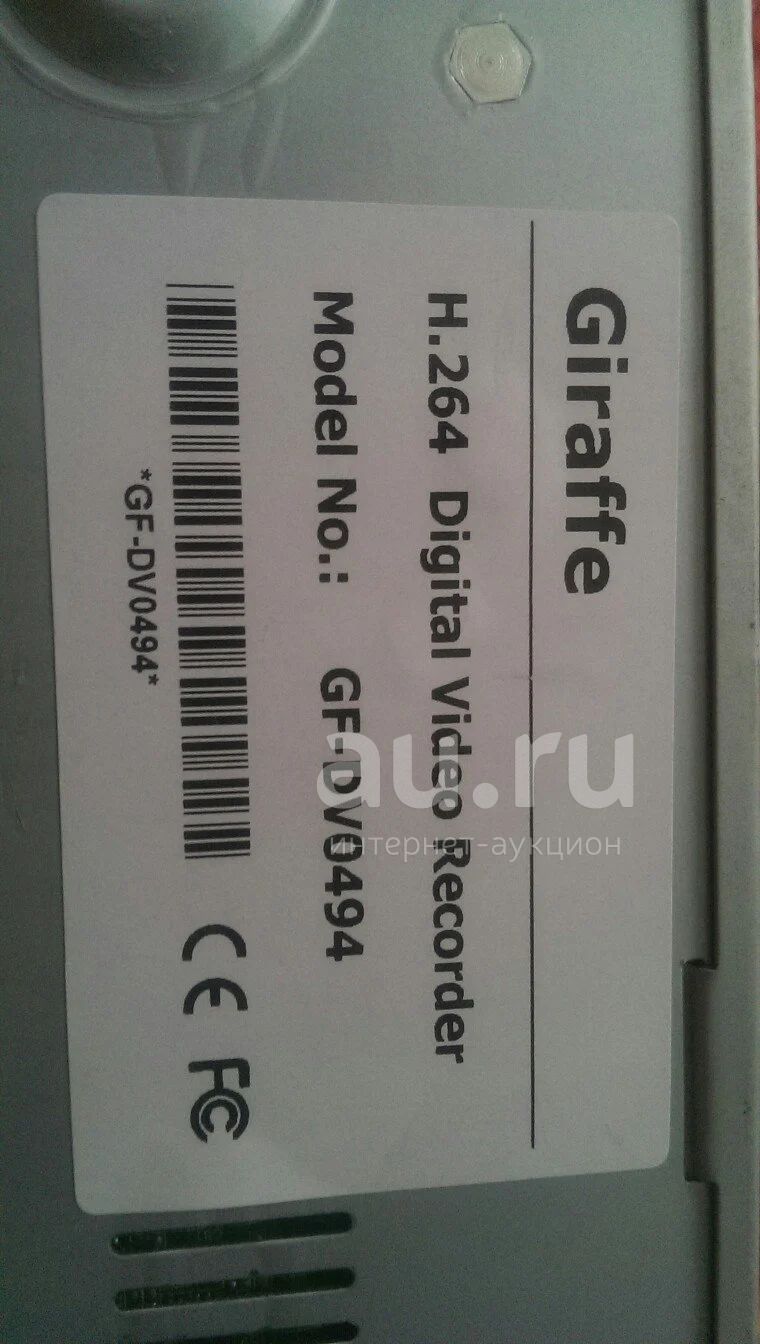 Giraffe
H.264 Digital Video Recorder
Model No.: GF-DV0494
*GF-DV0494*
CE FC
au.ru
интернет-аукцион